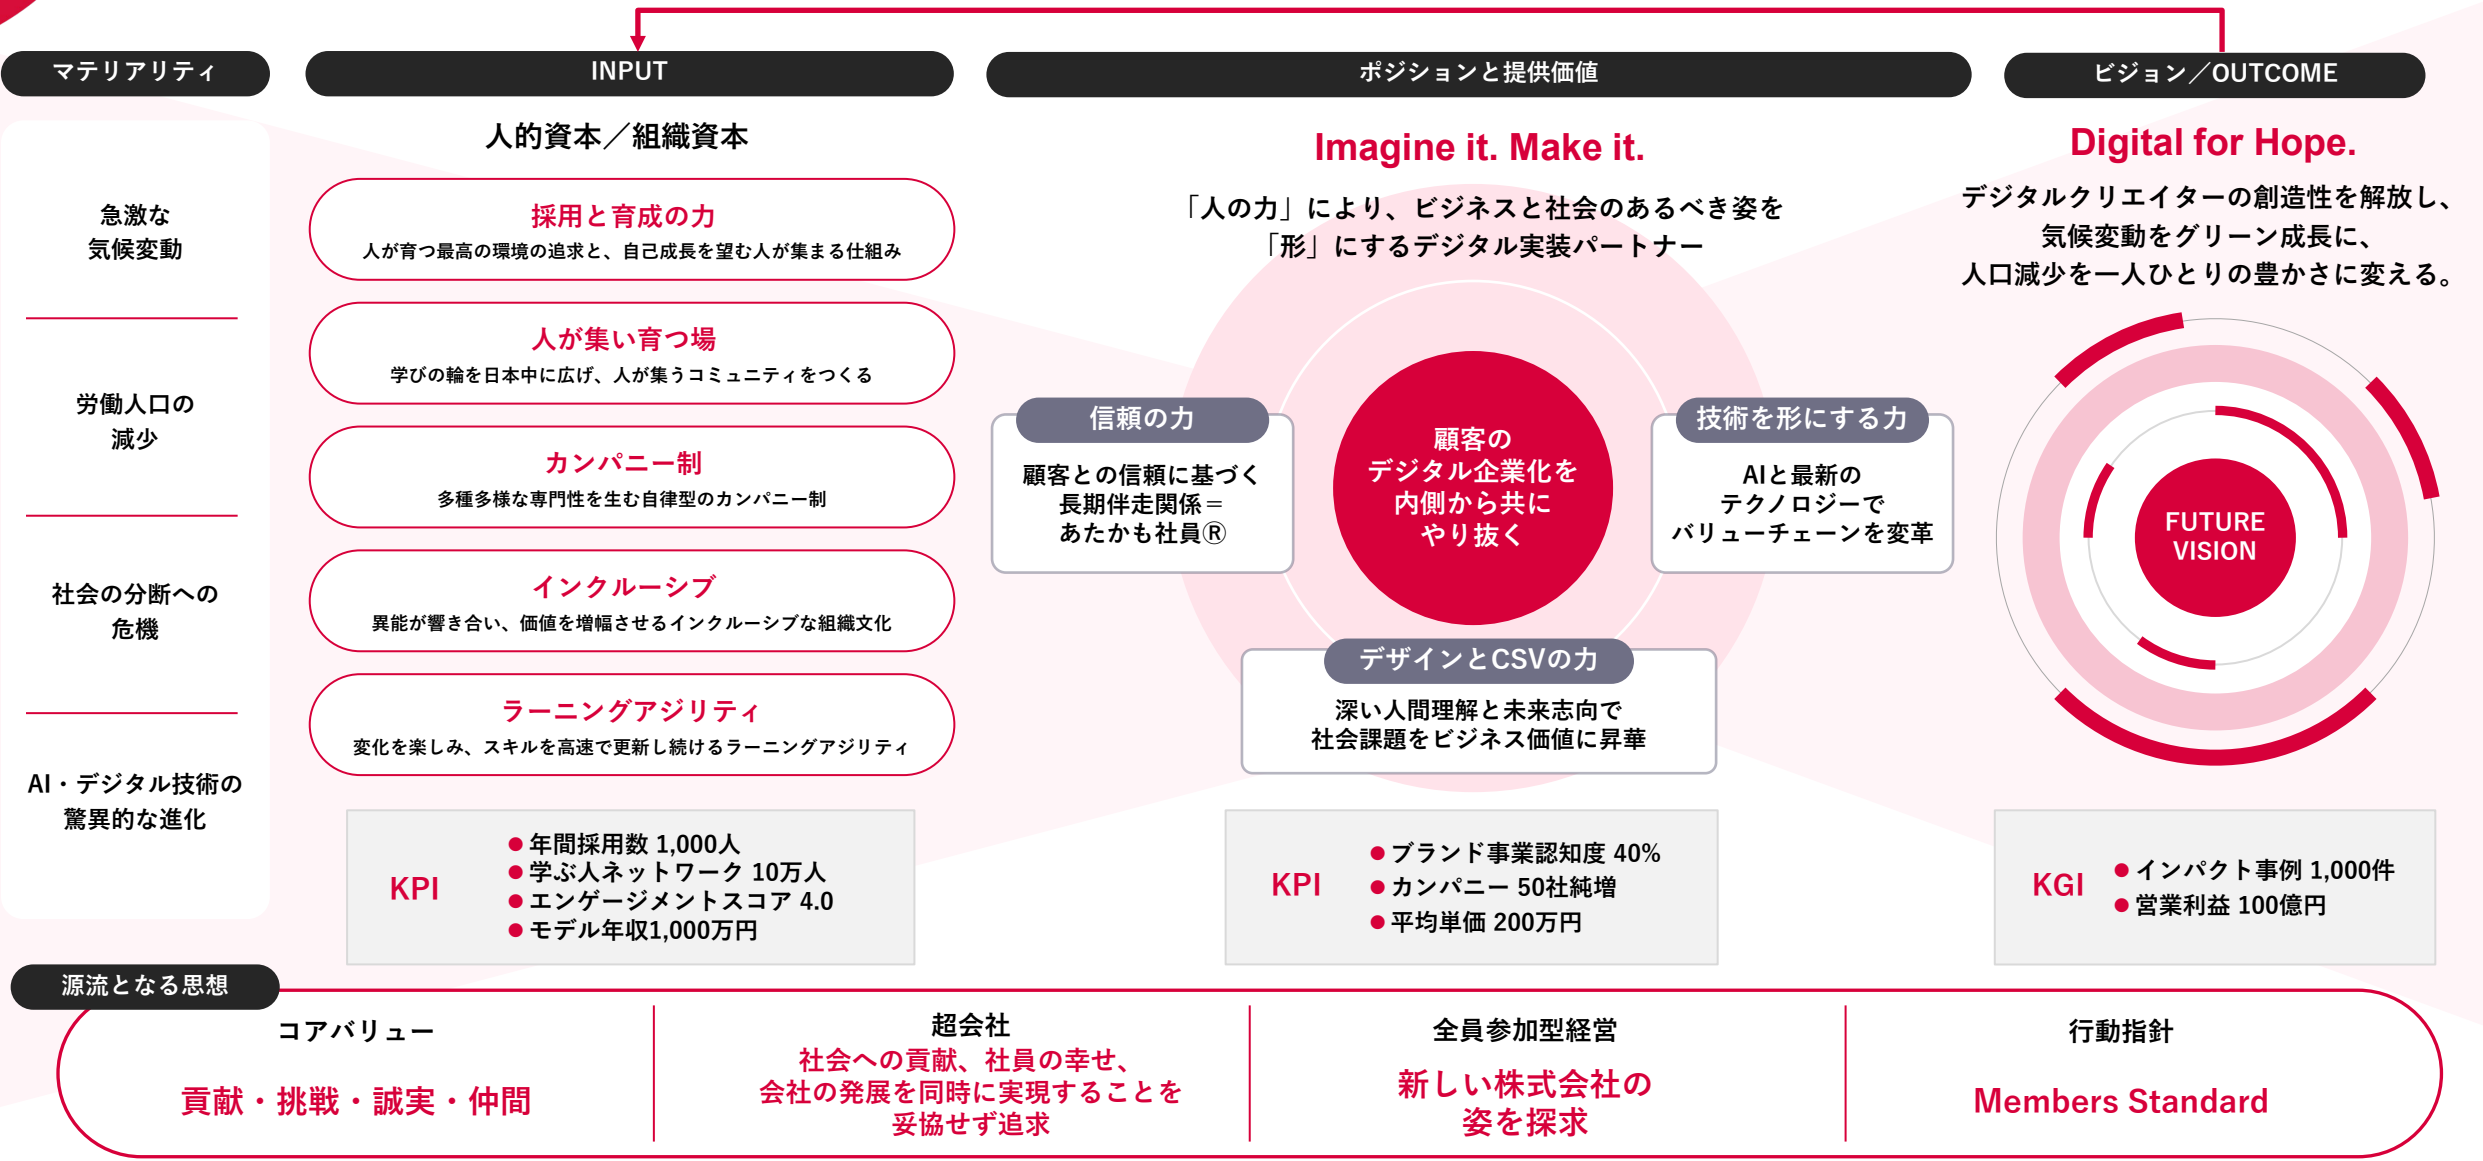 マテリアリティ
急激な
気候変動
労働人口の
減少
社会の分断への
危機
AI・デジタル技術の
驚異的な進化
INPUT
人的資本／組織資本
採用と育成の力
人が育つ最高の環境の追求と、自己成長を望む人が集まる仕組み
人が集い育つ場
学びの輪を日本中に広げ、人が集うコミュニティをつくる
カンパニー制
多種多様な専門性を生む自律型のカンパニー制
インクルーシブ
異能が響き合い、価値を増幅させるインクルーシブな組織文化
ラーニングアジリティ
変化を楽しみ、スキルを高速で更新し続けるラーニングアジリティ
KPI
●年間採用数 1,000人
●学ぶ人ネットワーク 10万人
●エンゲージメントスコア 4.0
●モデル年収1,000万円
ポジションと提供価値
Imagine it. Make it.
「人の力」により、ビジネスと社会のあるべき姿を
「形」にするデジタル実装パートナー
信頼の力
顧客との信頼に基づく
長期伴走関係＝
あたかも社員Ⓡ
顧客の
デジタル企業化を
内側から共に
やり抜く
技術を形にする力
AIと最新の
テクノロジーで
バリューチェーンを変革
デザインとCSVの力
深い人間理解と未来志向で
社会課題をビジネス価値に昇華
KPI
●ブランド事業認知度 40%
●カンパニー 50社純増
●平均単価 200万円
ビジョン／OUTCOME
Digital for Hope.
デジタルクリエイターの創造性を解放し、
気候変動をグリーン成長に、
人口減少を一人ひとりの豊かさに変える。
FUTURE
VISION
KGI
●インパクト事例 1,000件
●営業利益 100億円
源流となる思想
コアバリュー
貢献・挑戦・誠実・仲間
超会社
社会への貢献、社員の幸せ、
会社の発展を同時に実現することを
妥協せず追求
全員参加型経営
新しい株式会社の
姿を探求
行動指針
Members Standard